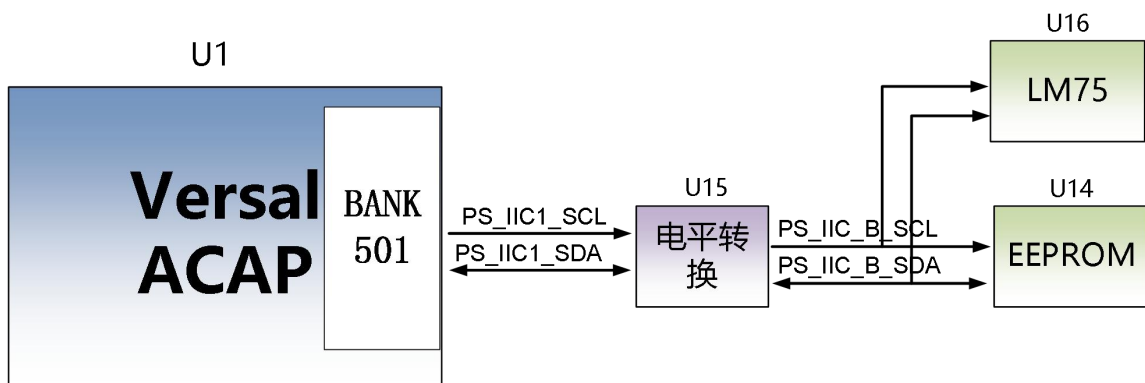 U1
Versal
ACAP
BANK
501
PS_IIC1_SCL
PS_IIC1_SDA
U15
电平转
换
PS_IIC_B_SCL
PS_IIC_B_SDA
U16
LM75
U14
EEPROM